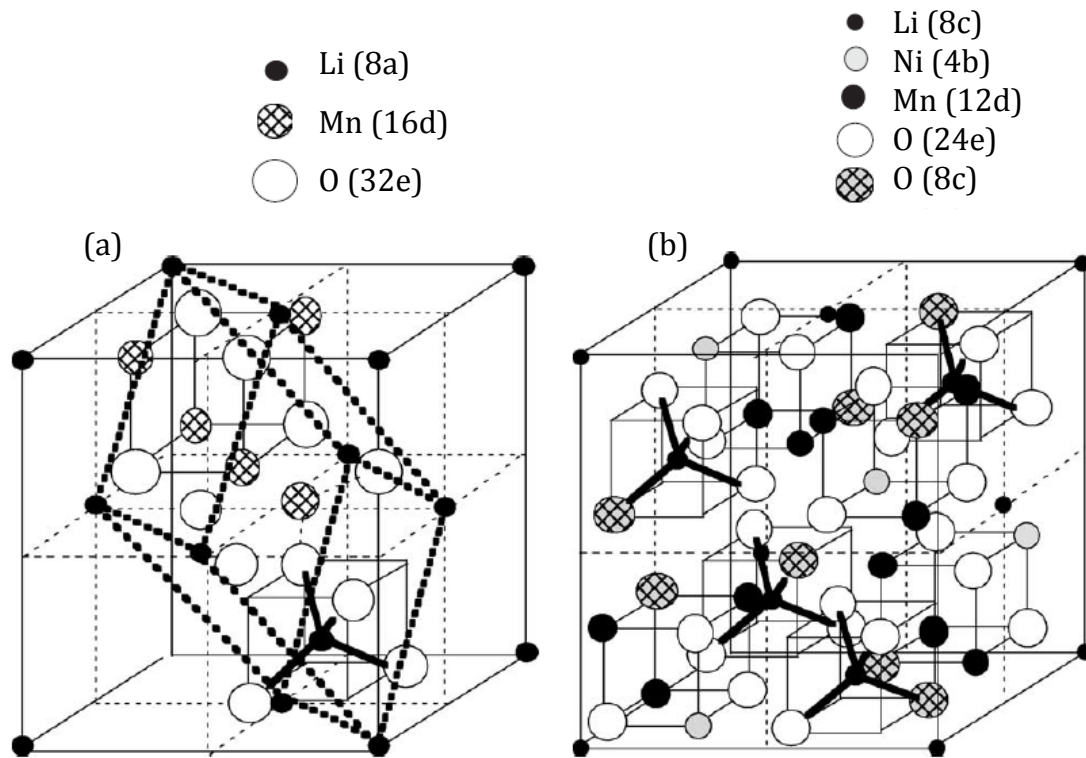 Li (8a)
Mn (16d)
O (32e)
(a)
Li (8c)
Ni (4b)
Mn (12d)
O (24e)
O (8c)
(b)